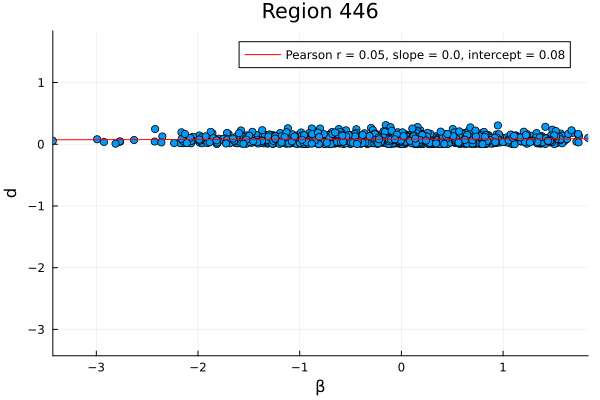 Region 446
Pearson r = 0.05, slope = 0.0, intercept = 0.08
1
0
−1
−2
−3
d
−3
−2
−1
0
1
β